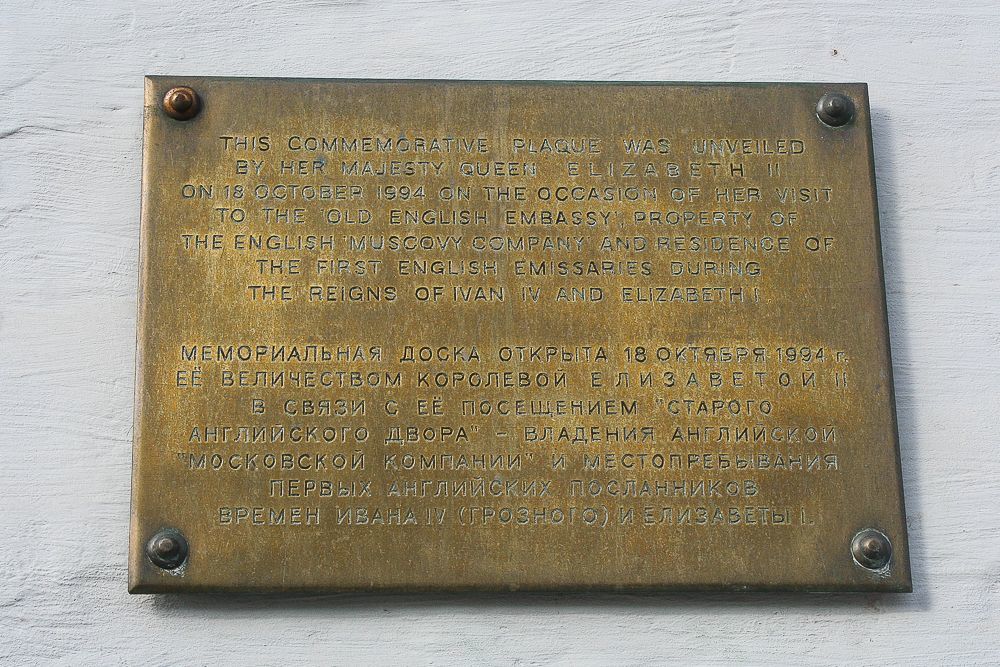 THIS COMMEMORATIVE PLAQUE WAS UNVEILED
BY HER MAJESTY QUEEN ELIZABETH II
ON 18 OCTOBER 1994 ON THE OCCASION OF HER VISIT
TO THE 'OLD ENGLISH EMBASSY', PROPERTY OF
THE ENGLISH 'MUSCOVY COMPANY' AND RESIDENCE OF
THE FIRST ENGLISH EMISSARIES DURING
THE REIGNS OF IVAN IV AND ELIZABETH I.
МЕМОРИАЛЬНАЯ ДОСКА ОТКРЫТА 18 ОКТЯБРЯ 1994 г.
ЕЁ ВЕЛИЧЕСТВОМ КОРОЛЕВОЙ ЕЛИЗАВЕТОЙ II
В СВЯЗИ С ЕЁ ПОСЕЩЕНИЕМ "СТАРОГО
АНГЛИЙСКОГО ДВОРА" - ВЛАДЕНИЯ АНГЛИЙСКОЙ
"МОСКОВСКОЙ КОМПАНИИ" И МЕСТОПРЕБЫВАНИЯ
ПЕРВЫХ АНГЛИЙСКИХ ПОСЛАННИКОВ
ВРЕМЕН ИВАНА IV (ГРОЗНОГО) И ЕЛИЗАВЕТЫ I.